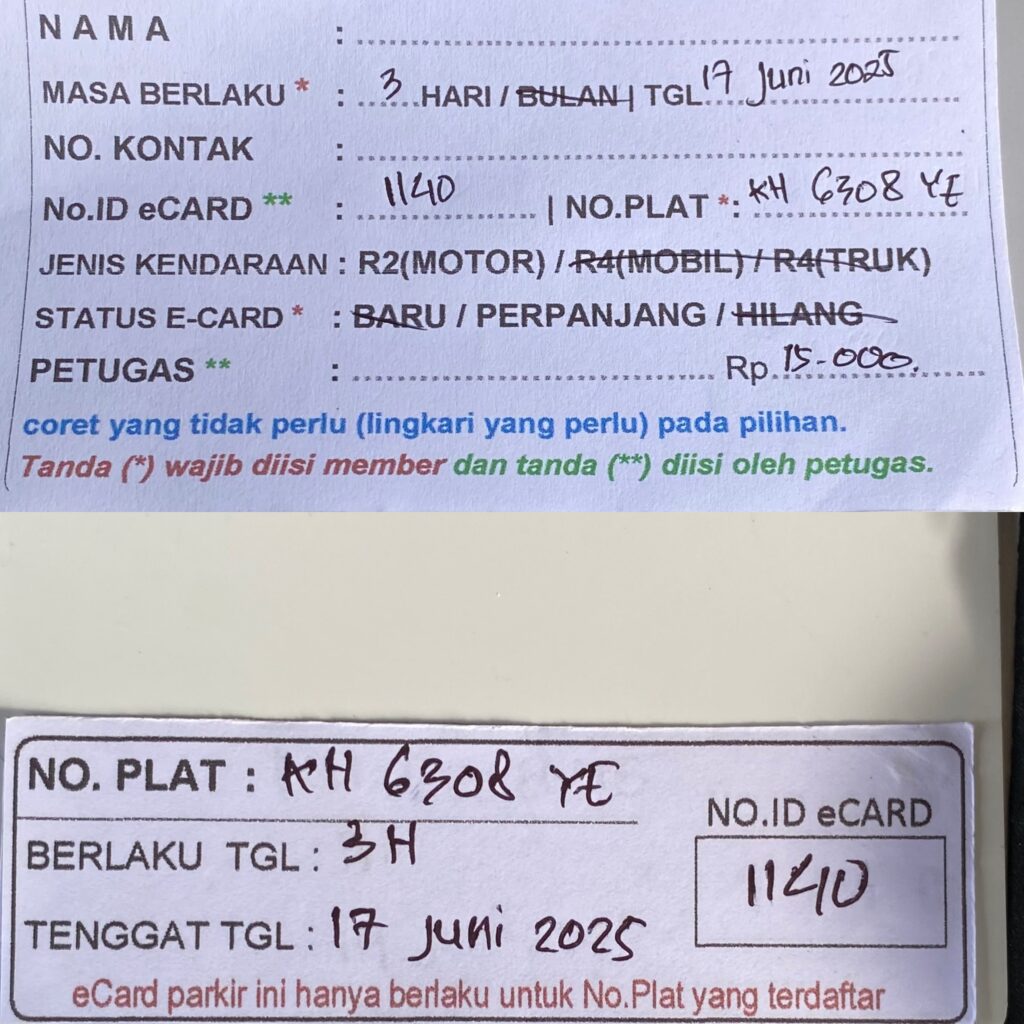 NAMA : ........................
MASA BERLAKU * : 3 HARI / BULAN | TGL 17 Juni 2025
NO. KONTAK : ........................
No.ID eCARD ** : 1140 | NO.PLAT *: KH 6308 YE
JENIS KENDARAAN : R2(MOTOR) / R4(MOBIL) / R4(TRUK)
STATUS E-CARD * : BARU / PERPANJANG / HILANG
PETUGAS ** : ........................ Rp 15.000.
coret yang tidak perlu (lingkari yang perlu) pada pilihan.
Tanda (*) wajib diisi member dan tanda (**) diisi oleh petugas.
NO. PLAT : KH 6308 YE
BERLAKU TGL : 3H
TENGGAT TGL : 17 Juni 2025
NO.ID eCARD
1140
eCard parkir ini hanya berlaku untuk No.Plat yang terdaftar